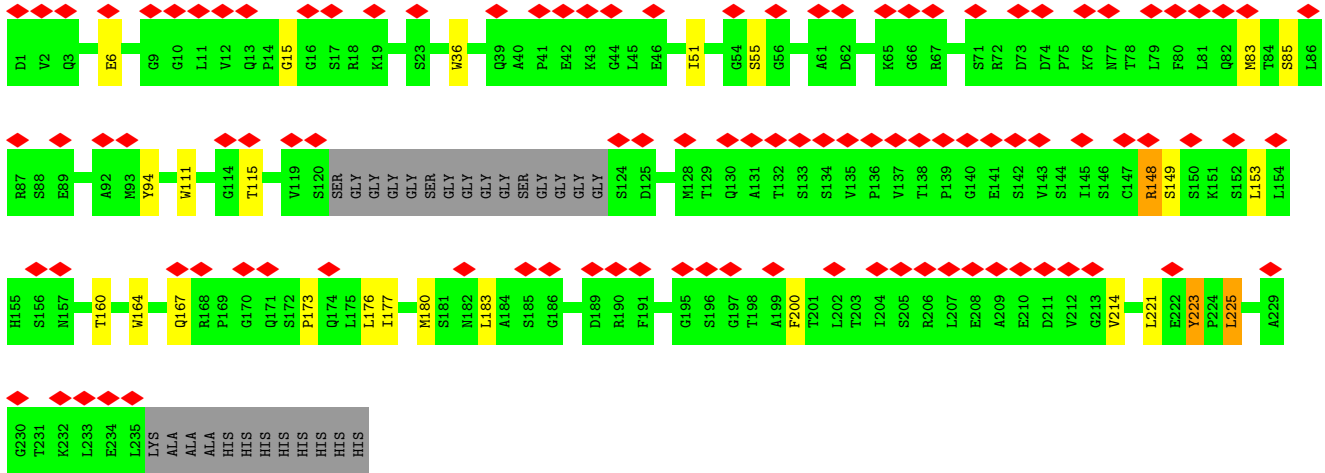 D1 V2 Q3 E6 G9 G10 L11 V12 Q13 P14 G15 G16 S17 R18 K19 S23 W36 Q39 A40 P41 E42 K43 G44 L45 E46 I51 G54 S55 G56 A61 D62 K65 G66 R67 S71 R72 D73 D74 P75 K76 N77 T78 L79 F80 L81 Q82 M83 T84 S85 L86
R87 S88 E89 A92 M93 Y94 W111 G114 T115 V119 S120 SER GLY GLY GLY GLY SER GLY GLY GLY GLY SER GLY GLY GLY GLY S124 D125 M128 T129 Q130 A131 T132 S133 S134 V135 P136 V137 T138 P139 G140 E141 S142 V143 S144 I145 S146 C147 R148 S149 S150 K151 S152 L153 L154
H155 S156 N157 T160 W164 Q167 R168 P169 G170 Q171 S172 P173 Q174 L175 L176 I177 M180 S181 N182 L183 A184 S185 G186 D189 R190 F191 G195 S196 G197 T198 A199 F200 T201 L202 T203 I204 S205 R206 L207 E208 A209 E210 D211 V212 G213 V214 L221 E222 Y223 P224 L225 A229
G230 T231 K232 L233 E234 L235 LYS ALA ALA ALA HIS HIS HIS HIS HIS HIS HIS HIS HIS